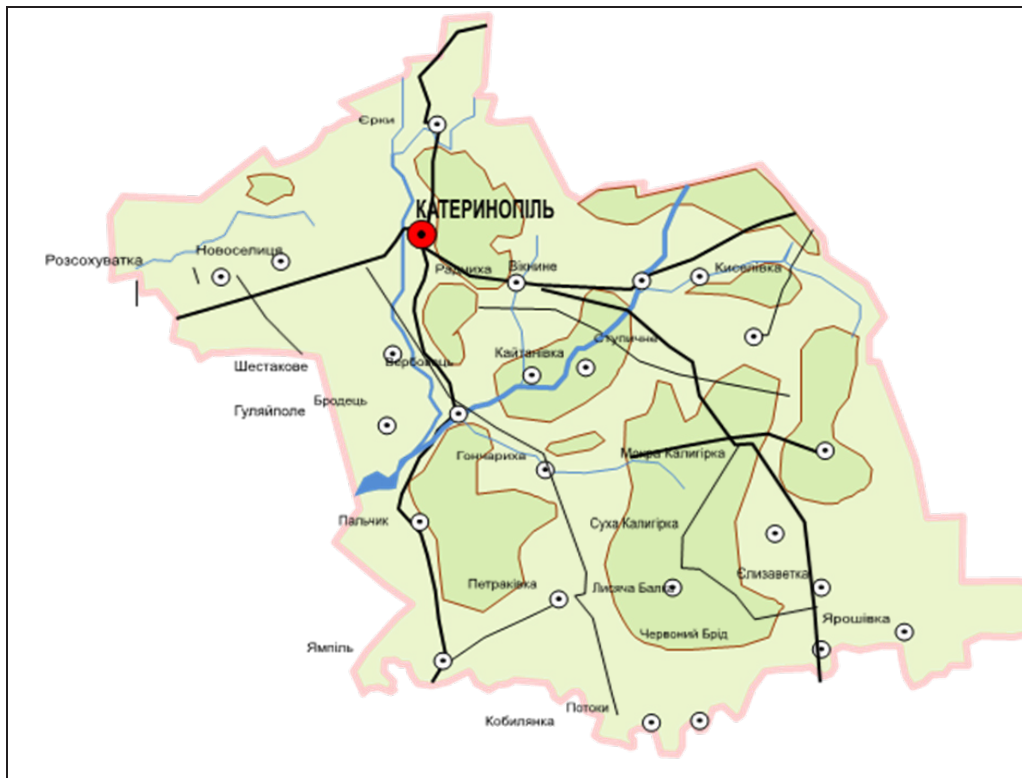 Єрки
КАТЕРИНОПІЛЬ
Новоселиця
Розсохуватка
Радчиха
Вікнине
Киселівка
Ступичне
Кайтанівка
Вербовець
Шестакове
Бродець
Гуляйполе
Гончариха
Мокра Калигірка
Пальчик
Суха Калигірка
Єлизаветка
Петраківка
Лисяча Балка
Ярошівка
Червоний Брід
Ямпіль
Потоки
Кобилянка